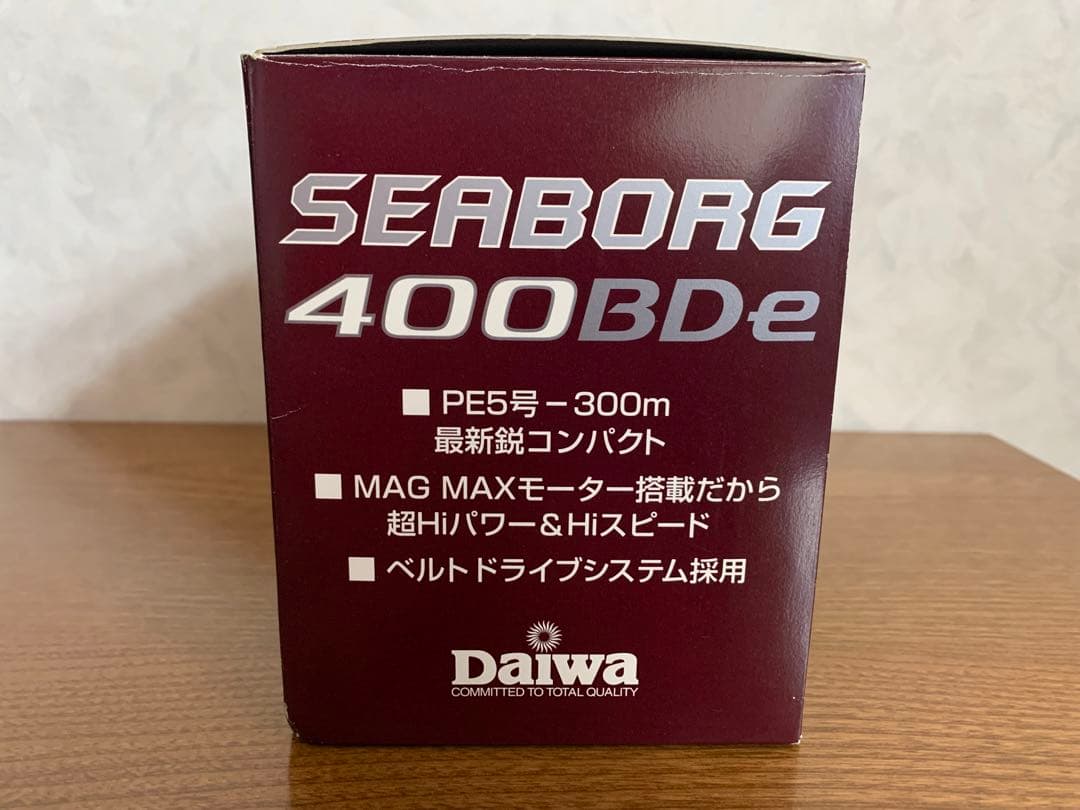 SEABORG
400BDe
■ PE5号－300m
最新鋭コンパクト
■ MAG MAXモーター搭載だから
超Hiパワー＆Hiスピード
■ ベルトドライブシステム採用
Daiwa
COMMITTED TO TOTAL QUALITY